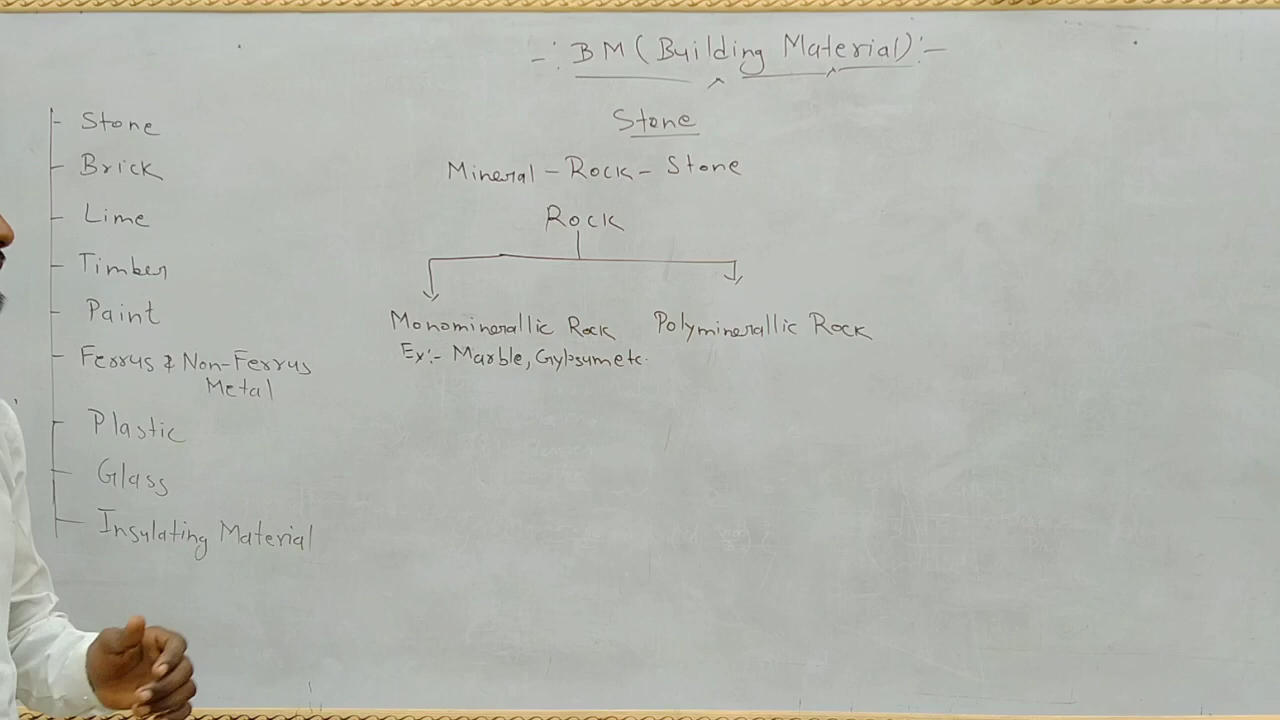 -: BM (Building Material) :-
Stone
Brick
Lime
Timber
Paint
Ferrus & Non-Ferrus
Metal
Plastic
Glass
Insulating Material
Stone
Mineral - Rock - Stone
Rock
Monominerallic Rock
Ex:- Marble, Gypsum etc.
Polyminerallic Rock